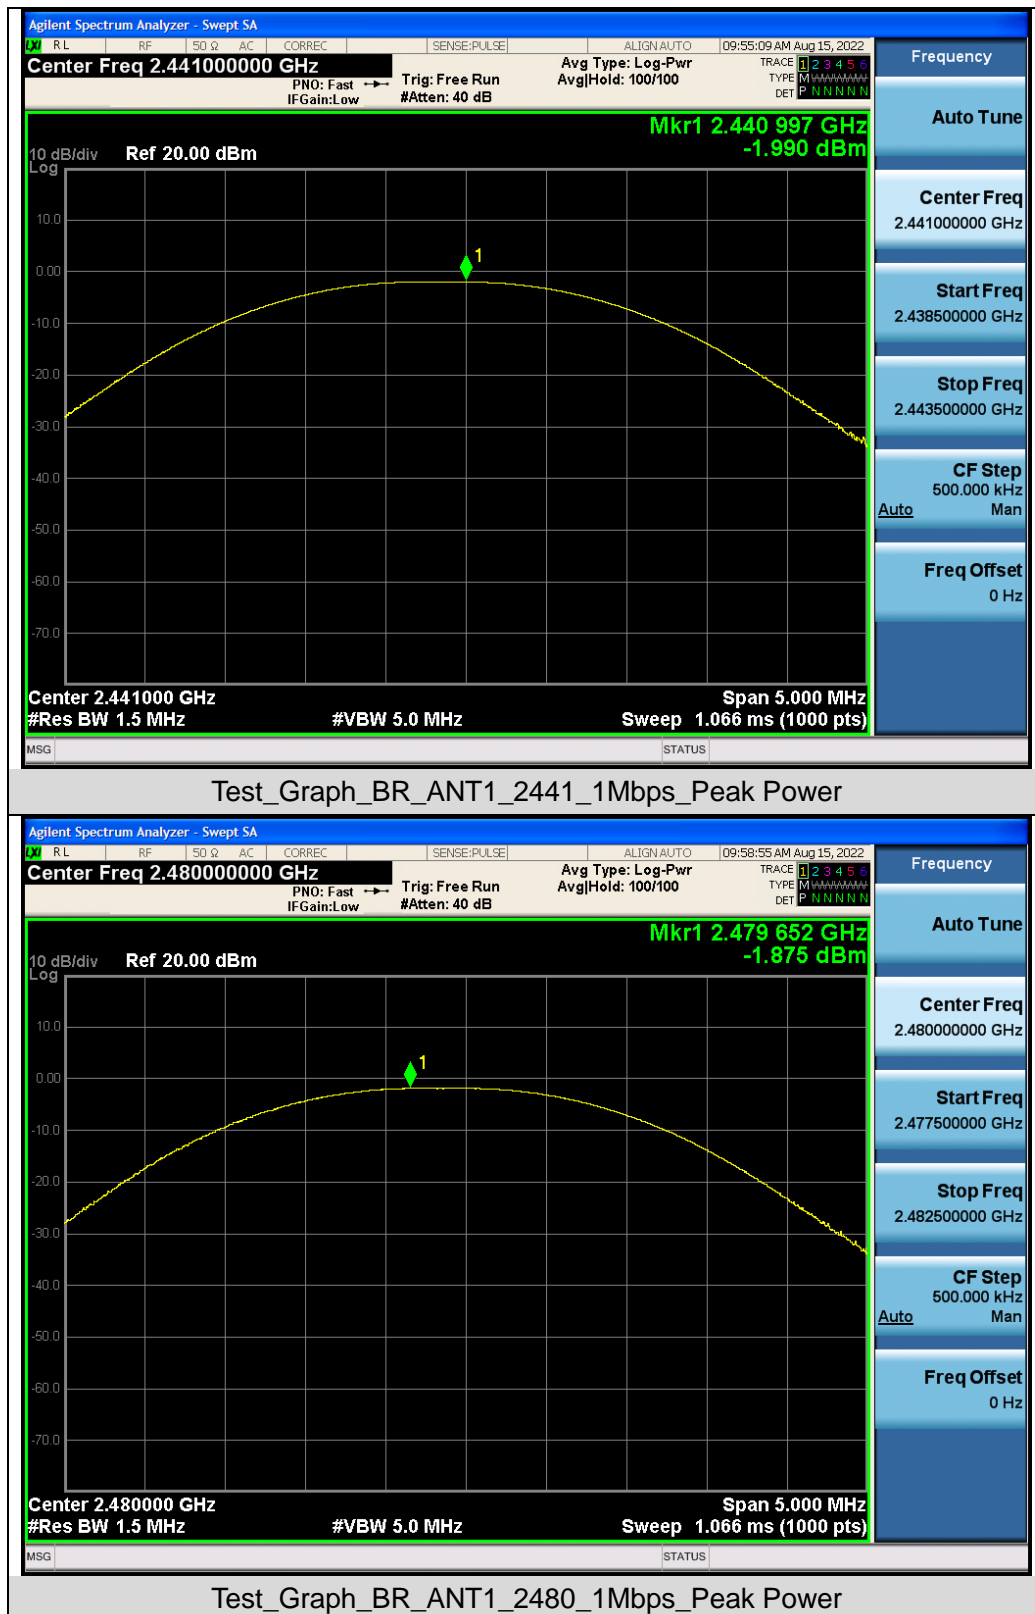 Agilent Spectrum Analyzer - Swept SA
LXI RL RF 50 Ω AC CORREC SENSE:PULSE ALIGN AUTO 09:55:09 AM Aug 15, 2022
Center Freq 2.441000000 GHz
PNO: Fast
IFGain:Low
Trig: Free Run
#Atten: 40 dB
Avg Type: Log-Pwr
Avg|Hold: 100/100
TRACE 1 2 3 4 5 6
TYPE M
DET P N N N N N
Mkr1 2.440 997 GHz
-1.990 dBm
10 dB/div
Log
Ref 20.00 dBm
10.0
0.00
-10.0
-20.0
-30.0
-40.0
-50.0
-60.0
-70.0
1
Center 2.441000 GHz
Span 5.000 MHz
#Res BW 1.5 MHz
#VBW 5.0 MHz
Sweep 1.066 ms (1000 pts)
MSG
STATUS
Frequency
Auto Tune
Center Freq
2.441000000 GHz
Start Freq
2.438500000 GHz
Stop Freq
2.443500000 GHz
CF Step
500.000 kHz
Auto Man
Freq Offset
0 Hz
Test_Graph_BR_ANT1_2441_1Mbps_Peak Power
Agilent Spectrum Analyzer - Swept SA
LXI RL RF 50 Ω AC CORREC SENSE:PULSE ALIGN AUTO 09:58:55 AM Aug 15, 2022
Center Freq 2.480000000 GHz
PNO: Fast
IFGain:Low
Trig: Free Run
#Atten: 40 dB
Avg Type: Log-Pwr
Avg|Hold: 100/100
TRACE 1 2 3 4 5 6
TYPE M
DET P N N N N N
Mkr1 2.479 652 GHz
-1.875 dBm
10 dB/div
Log
Ref 20.00 dBm
10.0
0.00
-10.0
-20.0
-30.0
-40.0
-50.0
-60.0
-70.0
1
Center 2.480000 GHz
Span 5.000 MHz
#Res BW 1.5 MHz
#VBW 5.0 MHz
Sweep 1.066 ms (1000 pts)
MSG
STATUS
Frequency
Auto Tune
Center Freq
2.480000000 GHz
Start Freq
2.477500000 GHz
Stop Freq
2.482500000 GHz
CF Step
500.000 kHz
Auto Man
Freq Offset
0 Hz
Test_Graph_BR_ANT1_2480_1Mbps_Peak Power